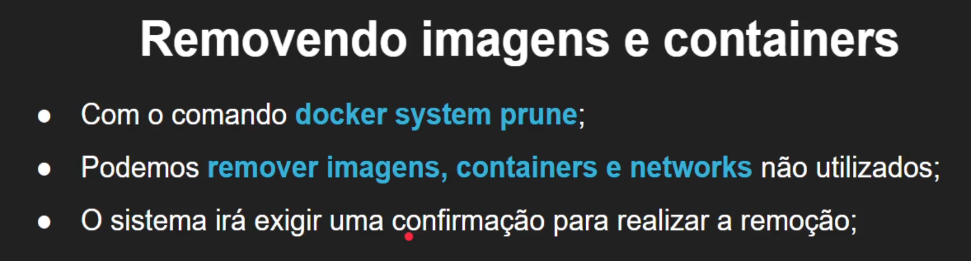 Removendo imagens e containers
● Com o comando docker system prune;
● Podemos remover imagens, containers e networks não utilizados;
● O sistema irá exigir uma confirmação para realizar a remoção;